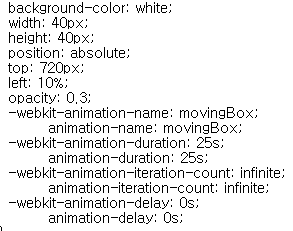 background-color: white;
width: 40px;
height: 40px;
position: absolute;
top: 720px;
left: 10%;
opacity: 0,3;
-webkit-animation-name: movingBox;
animation-name: movingBox;
-webkit-animation-duration: 25s;
animation-duration: 25s;
-webkit-animation-iteration-count: infinite;
animation-iteration-count: infinite;
-webkit-animation-delay: 0s;
animation-delay: 0s;